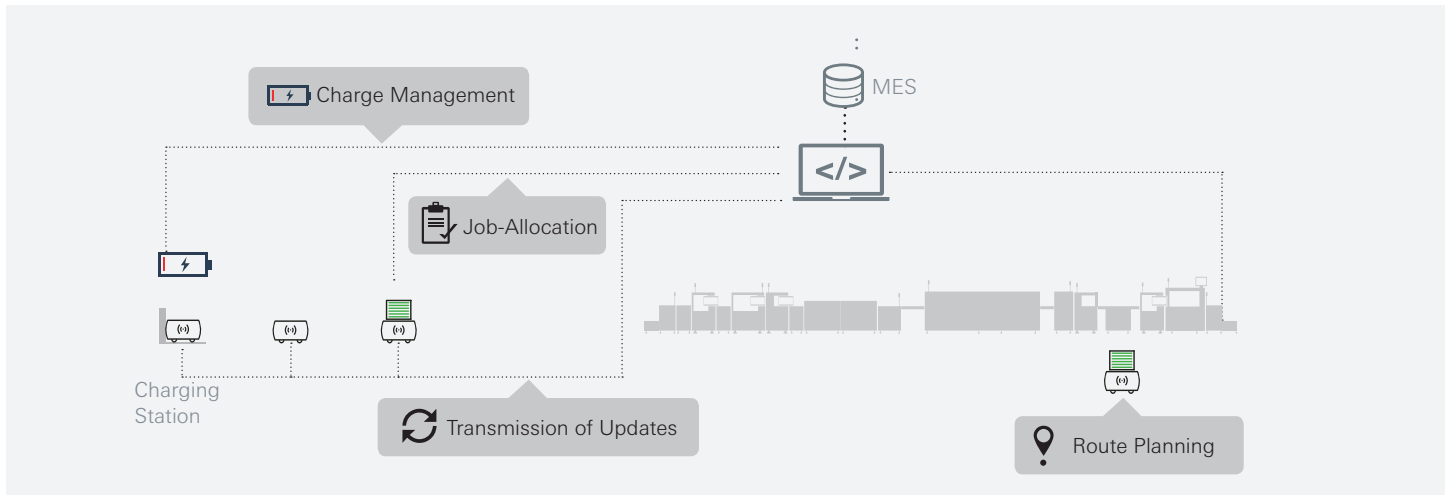 MES
Charge Management
</>
Job-Allocation
Charging
Station
Transmission of Updates
Route Planning